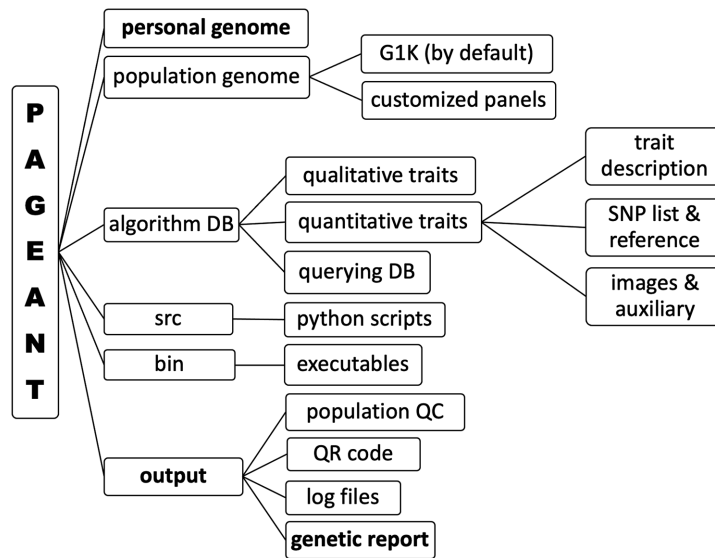 PAGEANT
personal genome
population genome
G1K (by default)
customized panels
algorithm DB
qualitative traits
quantitative traits
querying DB
trait
description
SNP list &
reference
images &
auxiliary
src
python scripts
bin
executables
output
population QC
QR code
log files
genetic report